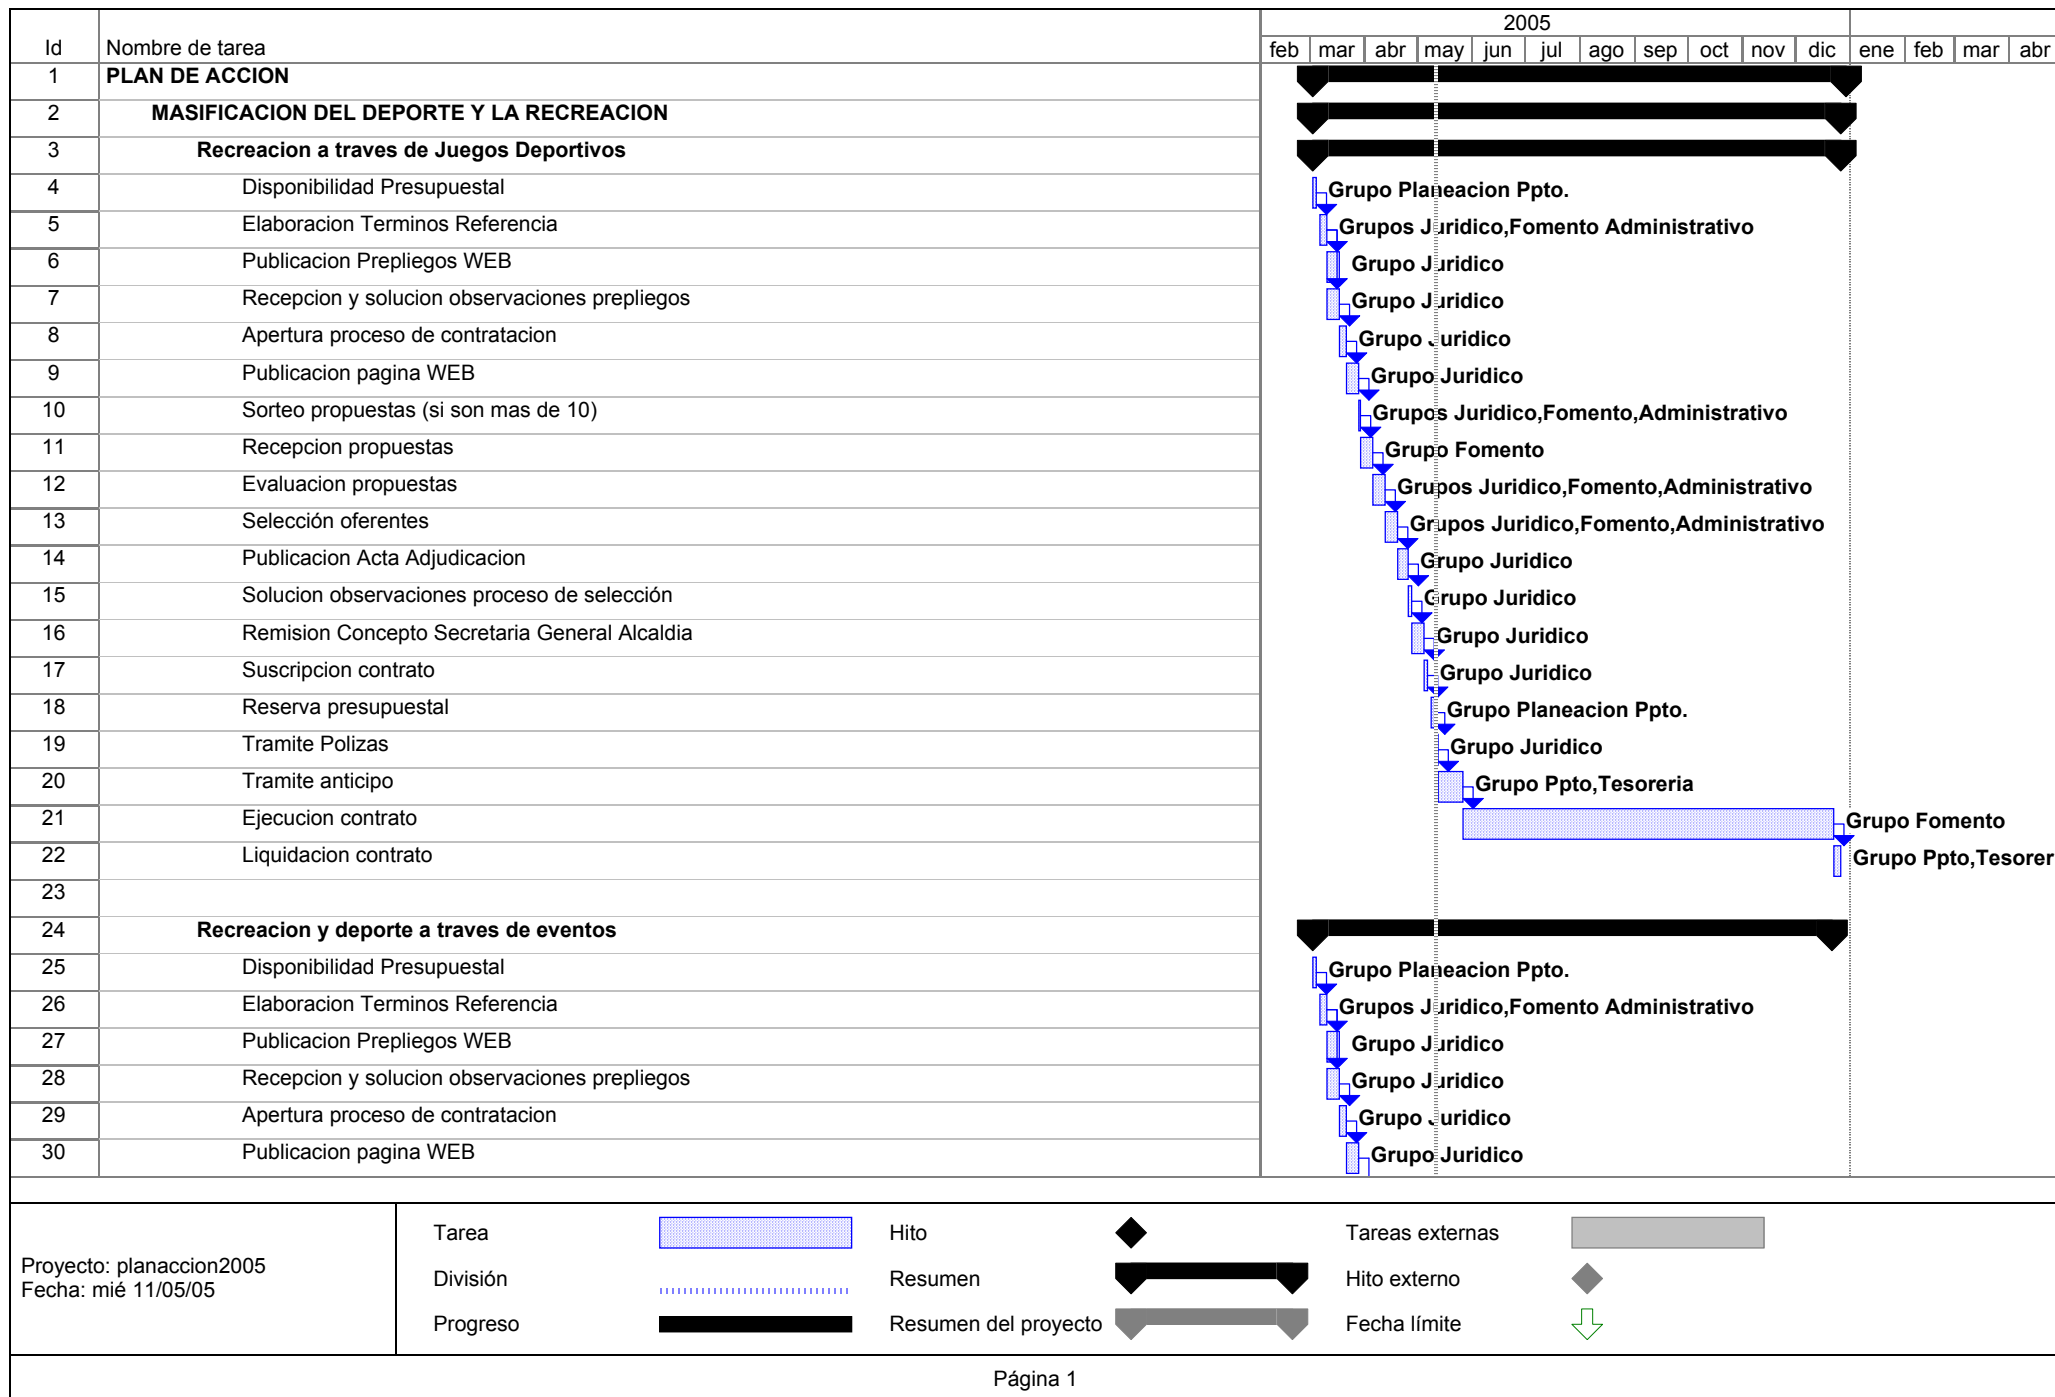 2005
Id Nombre de tarea feb mar abr may jun jul ago sep oct nov dic ene feb mar abr
1 PLAN DE ACCION
2 MASIFICACION DEL DEPORTE Y LA RECREACION
3 Recreacion a traves de Juegos Deportivos
4 Disponibilidad Presupuestal Grupo Planeacion Ppto.
5 Elaboracion Terminos Referencia Grupos Juridico,Fomento Administrativo
6 Publicacion Prepliegos WEB Grupo Juridico
7 Recepcion y solucion observaciones prepliegos Grupo Juridico
8 Apertura proceso de contratacion Grupo Juridico
9 Publicacion pagina WEB Grupo Juridico
10 Sorteo propuestas (si son mas de 10) Grupos Juridico,Fomento,Administrativo
11 Recepcion propuestas Grupo Fomento
12 Evaluacion propuestas Grupos Juridico,Fomento,Administrativo
13 Selección oferentes Grupos Juridico,Fomento,Administrativo
14 Publicacion Acta Adjudicacion Grupo Juridico
15 Solucion observaciones proceso de selección Grupo Juridico
16 Remision Concepto Secretaria General Alcaldia Grupo Juridico
17 Suscripcion contrato Grupo Juridico
18 Reserva presupuestal Grupo Planeacion Ppto.
19 Tramite Polizas Grupo Juridico
20 Tramite anticipo Grupo Ppto,Tesoreria
21 Ejecucion contrato Grupo Fomento
22 Liquidacion contrato Grupo Ppto,Tesorer
23
24 Recreacion y deporte a traves de eventos
25 Disponibilidad Presupuestal Grupo Planeacion Ppto.
26 Elaboracion Terminos Referencia Grupos Juridico,Fomento Administrativo
27 Publicacion Prepliegos WEB Grupo Juridico
28 Recepcion y solucion observaciones prepliegos Grupo Juridico
29 Apertura proceso de contratacion Grupo Juridico
30 Publicacion pagina WEB Grupo Juridico
Proyecto: planaccion2005
Fecha: mié 11/05/05
Tarea Hito Tareas externas
División Resumen Hito externo
Progreso Resumen del proyecto Fecha límite
Página 1